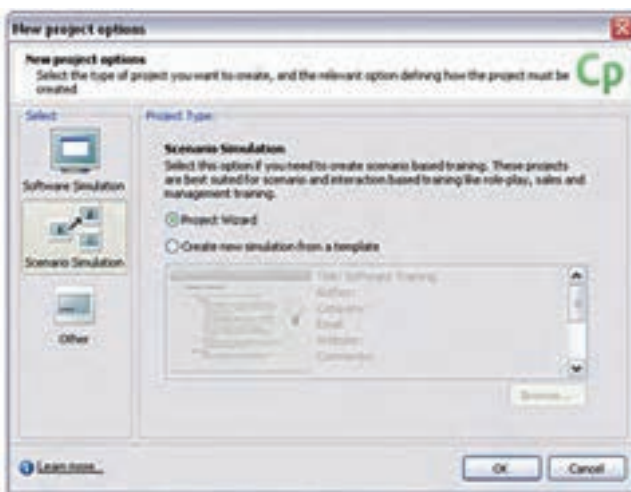 New project options
New project options
Select the type of project you want to create, and the relevant option defining how the project must be
created
Cp
Select
Software Simulation
Scenario Simulation
Other
Project Type:
Scenario Simulation
Select this option if you need to create scenario based training. These projects
are best suited for scenario and interaction based training like role-play, sales and
management training.
Project Wizard
Create new simulation from a template
Title: Software Training
Author:
Company:
Email:
Website:
Comments:
Browse...
Learn more...
OK
Cancel